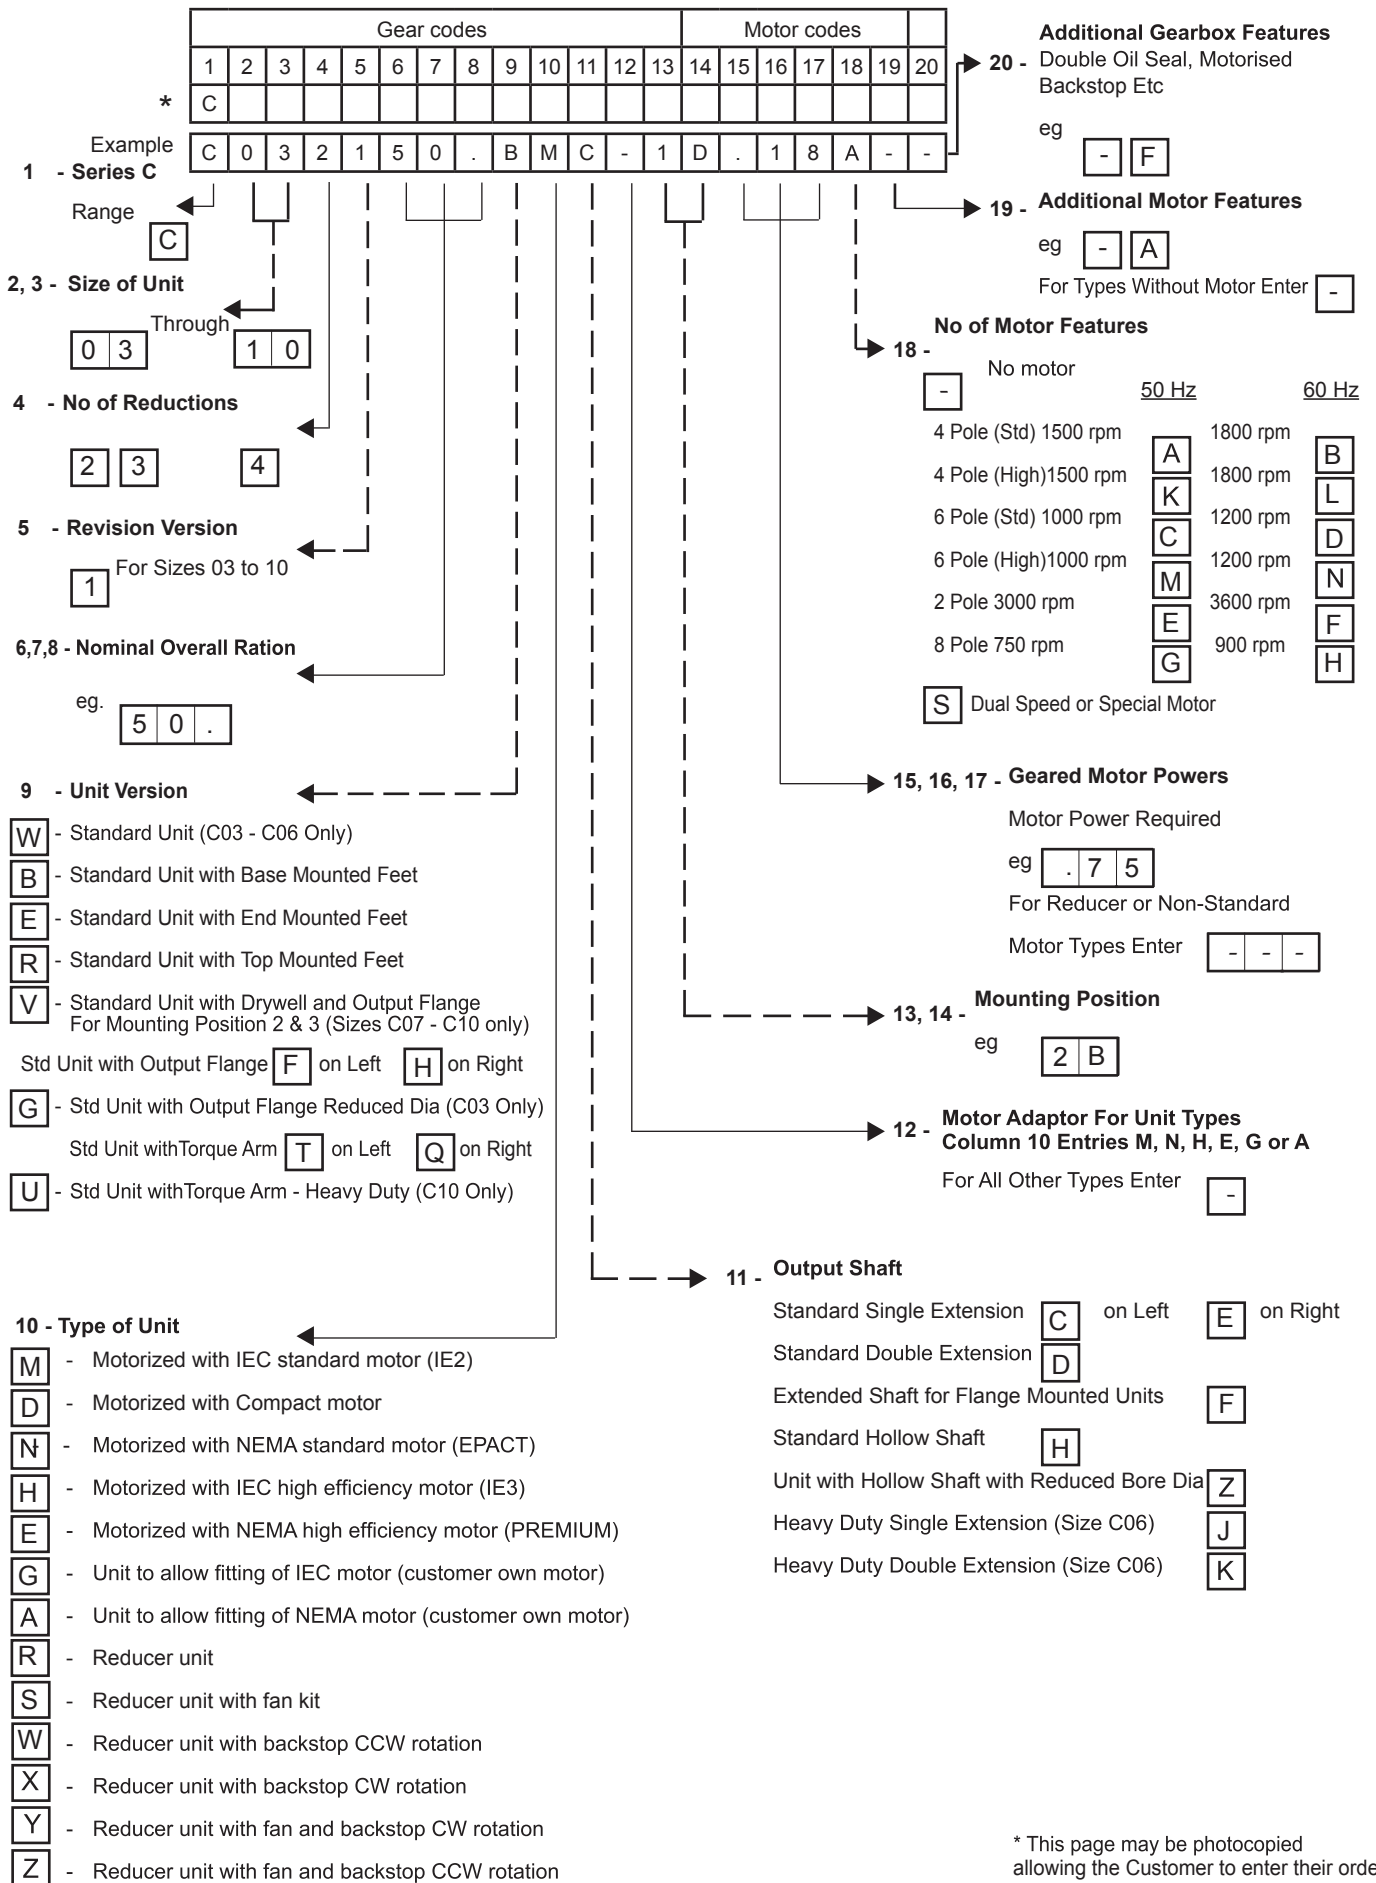 Gear codes Motor codes
1 2 3 4 5 6 7 8 9 10 11 12 13 14 15 16 17 18 19 20
* C
Example C 0 3 2 1 5 0 . B M C - 1 D . 1 8 A - -
1 - Series C
Range
C
2, 3 - Size of Unit
Through
0 3 1 0
4 - No of Reductions
2 3 4
5 - Revision Version
1 For Sizes 03 to 10
6,7,8 - Nominal Overall Ration
eg.
5 0 .
9 - Unit Version
W - Standard Unit (C03 - C06 Only)
B - Standard Unit with Base Mounted Feet
E - Standard Unit with End Mounted Feet
R - Standard Unit with Top Mounted Feet
V - Standard Unit with Drywell and Output Flange
For Mounting Position 2 & 3 (Sizes C07 - C10 only)
Std Unit with Output Flange F on Left H on Right
G - Std Unit with Output Flange Reduced Dia (C03 Only)
Std Unit withTorque Arm T on Left Q on Right
U - Std Unit withTorque Arm - Heavy Duty (C10 Only)
10 - Type of Unit
M - Motorized with IEC standard motor (IE2)
D - Motorized with Compact motor
N - Motorized with NEMA standard motor (EPACT)
H - Motorized with IEC high efficiency motor (IE3)
E - Motorized with NEMA high efficiency motor (PREMIUM)
G - Unit to allow fitting of IEC motor (customer own motor)
A - Unit to allow fitting of NEMA motor (customer own motor)
R - Reducer unit
S - Reducer unit with fan kit
W - Reducer unit with backstop CCW rotation
X - Reducer unit with backstop CW rotation
Y - Reducer unit with fan and backstop CW rotation
Z - Reducer unit with fan and backstop CCW rotation
Additional Gearbox Features
20 - Double Oil Seal, Motorised
Backstop Etc
eg
- F
19 - Additional Motor Features
eg - A
For Types Without Motor Enter -
No of Motor Features
18 -
No motor
- 50 Hz 60 Hz
4 Pole (Std) 1500 rpm A 1800 rpm B
4 Pole (High)1500 rpm K 1800 rpm L
6 Pole (Std) 1000 rpm C 1200 rpm D
6 Pole (High)1000 rpm M 1200 rpm N
2 Pole 3000 rpm E 3600 rpm F
8 Pole 750 rpm G 900 rpm H
S Dual Speed or Special Motor
15, 16, 17 - Geared Motor Powers
Motor Power Required
eg . 7 5
For Reducer or Non-Standard
Motor Types Enter - - -
13, 14 - Mounting Position
eg 2 B
12 - Motor Adaptor For Unit Types
Column 10 Entries M, N, H, E, G or A
For All Other Types Enter -
11 - Output Shaft
Standard Single Extension C on Left E on Right
Standard Double Extension D
Extended Shaft for Flange Mounted Units F
Standard Hollow Shaft H
Unit with Hollow Shaft with Reduced Bore Dia Z
Heavy Duty Single Extension (Size C06) J
Heavy Duty Double Extension (Size C06) K
* This page may be photocopied
allowing the Customer to enter their orde